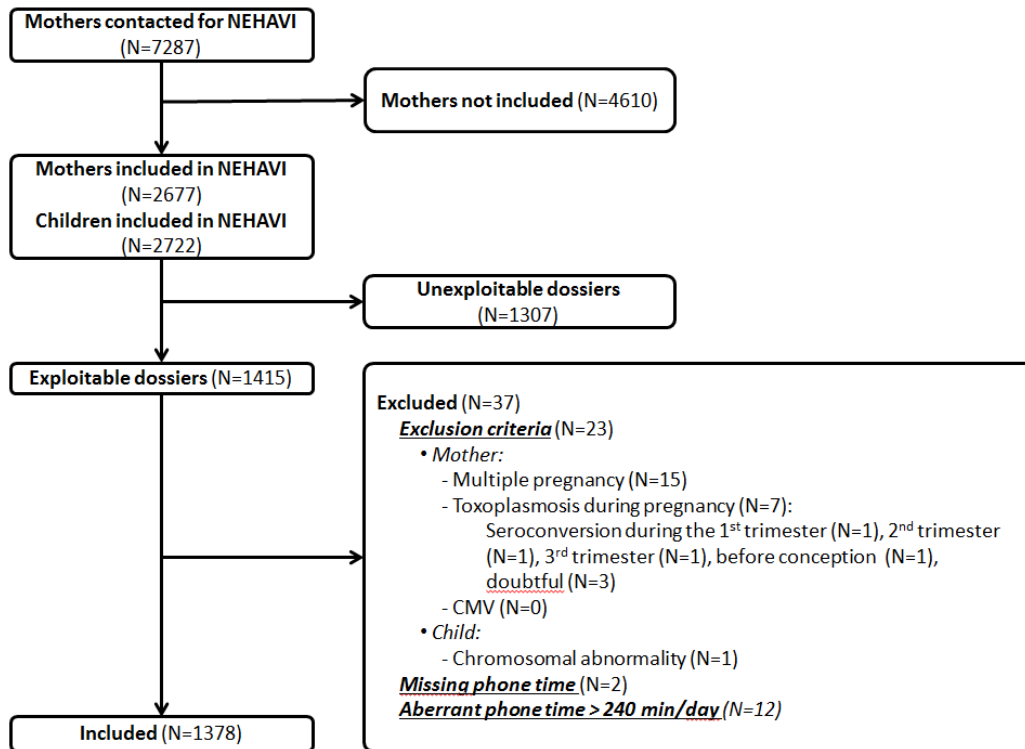 Mothers contacted for NEHAVI
(N=7287)
Mothers not included (N=4610)
Mothers included in NEHAVI
(N=2677)
Children included in NEHAVI
(N=2722)
Unexploitable dossiers
(N=1307)
Exploitable dossiers (N=1415)
Excluded (N=37)
Exclusion criteria (N=23)
• Mother:
- Multiple pregnancy (N=15)
- Toxoplasmosis during pregnancy (N=7):
Seroconversion during the 1st trimester (N=1), 2nd trimester
(N=1), 3rd trimester (N=1), before conception (N=1),
doubtful (N=3)
- CMV (N=0)
• Child:
- Chromosomal abnormality (N=1)
Missing phone time (N=2)
Aberrant phone time > 240 min/day (N=12)
Included (N=1378)